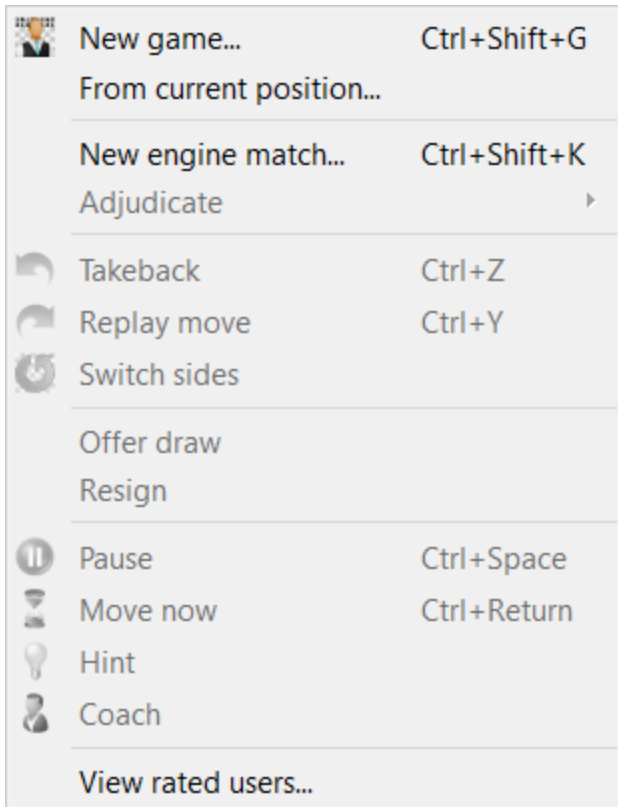 New game... Ctrl+Shift+G
From current position...
New engine match... Ctrl+Shift+K
Adjudicate
Takeback Ctrl+Z
Replay move Ctrl+Y
Switch sides
Offer draw
Resign
Pause Ctrl+Space
Move now Ctrl+Return
Hint
Coach
View rated users...